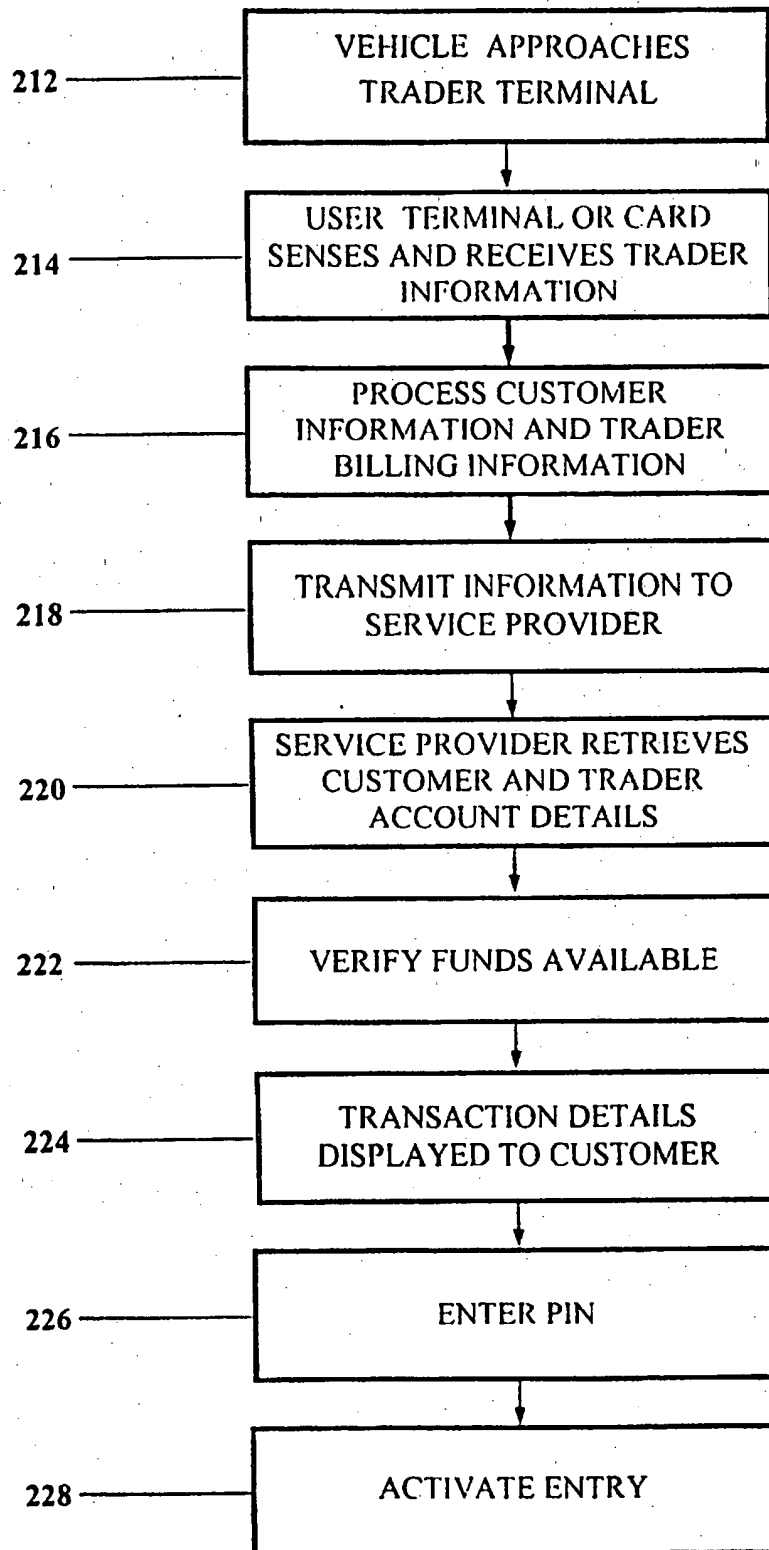 VEHICLE APPROACHES
212
TRADER TERMINAL
USER TERMINAL OR CARD
214
SENSES AND RECEIVES TRADER
INFORMATION
PROCESS CUSTOMER
216
INFORMATION AND TRADER
BILLING INFORMATION
TRANSMIT INFORMATION TO
218
SERVICE PROVIDER
SERVICE PROVIDER RETRIEVES
220
CUSTOMER AND TRADER
ACCOUNT DETAILS
222
VERIFY FUNDS AVAILABLE
TRANSACTION DETAILS
224
DISPLAYED TO CUSTOMER
226
ENTER PIN
228
ACTIVATE ENTRY